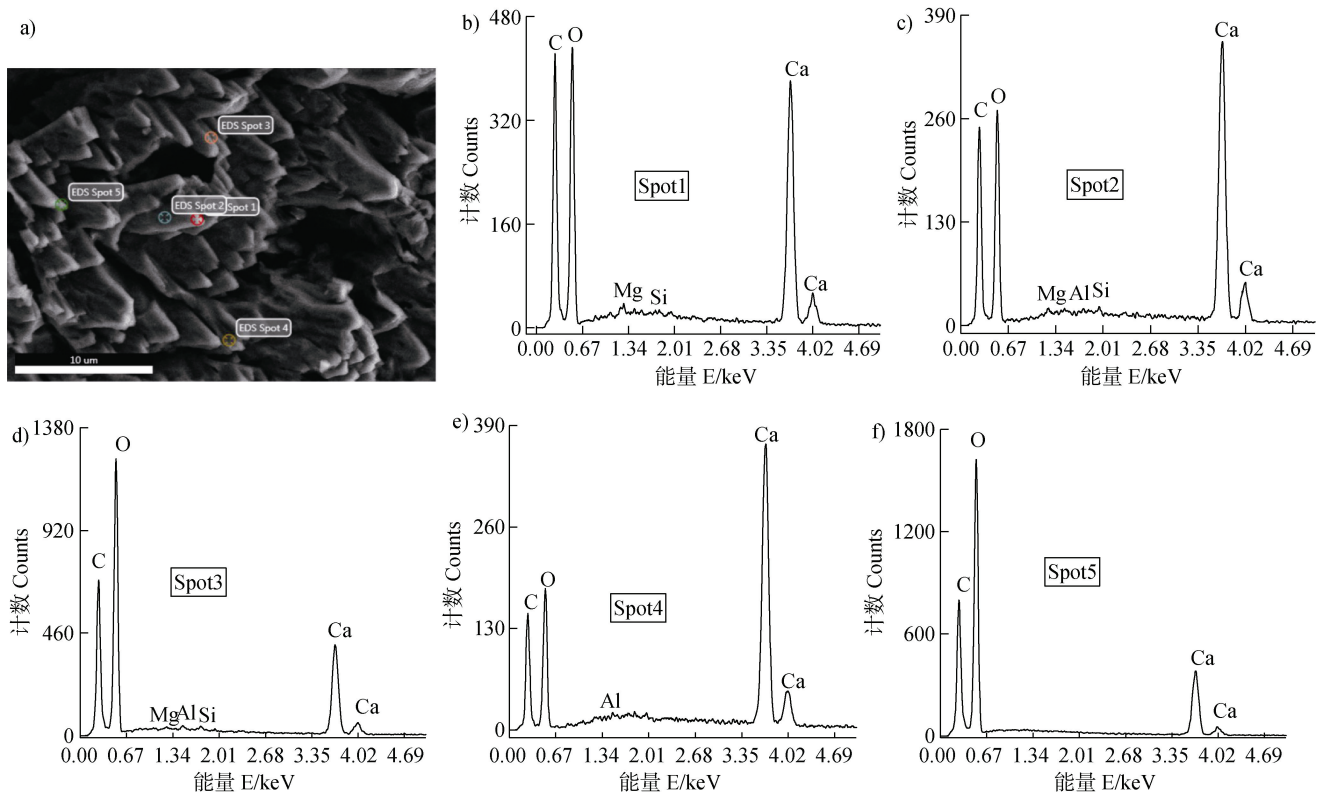 a)
EDS Spot 3
EDS Spot 5
EDS Spot 2
Spot 1
EDS Spot 4
10 um
b)
480
320
160
0
计数 Counts
C
O
Spot1
Mg
Si
Ca
Ca
0.00 0.67 1.34 2.01 2.68 3.35 4.02 4.69
能量 E/keV
c)
390
260
130
0
计数 Counts
C
O
Spot2
Mg Al Si
Ca
Ca
0.00 0.67 1.34 2.01 2.68 3.35 4.02 4.69
能量 E/keV
d)
1380
920
460
0
计数 Counts
C
O
Spot3
Mg Al Si
Ca
Ca
0.00 0.67 1.34 2.01 2.68 3.35 4.02 4.69
能量 E/keV
e)
390
260
130
0
计数 Counts
C
O
Spot4
Al
Ca
Ca
0.00 0.67 1.34 2.01 2.68 3.35 4.02 4.69
能量 E/keV
f)
1800
1200
600
0
计数 Counts
C
O
Spot5
Ca
Ca
0.00 0.67 1.34 2.01 2.68 3.35 4.02 4.69
能量 E/keV